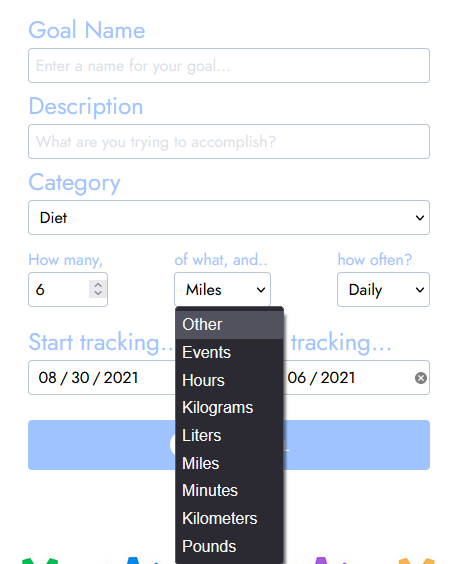 Goal Name
Enter a name for your goal...
Description
What are you trying to accomplish?
Category
Diet
How many, of what, and.. how often?
6 Miles Daily
Other
Events
Hours
Kilograms
Liters
Miles
Minutes
Kilometers
Pounds
Start tracking.. tracking...
08 / 30 / 2021 06 / 2021